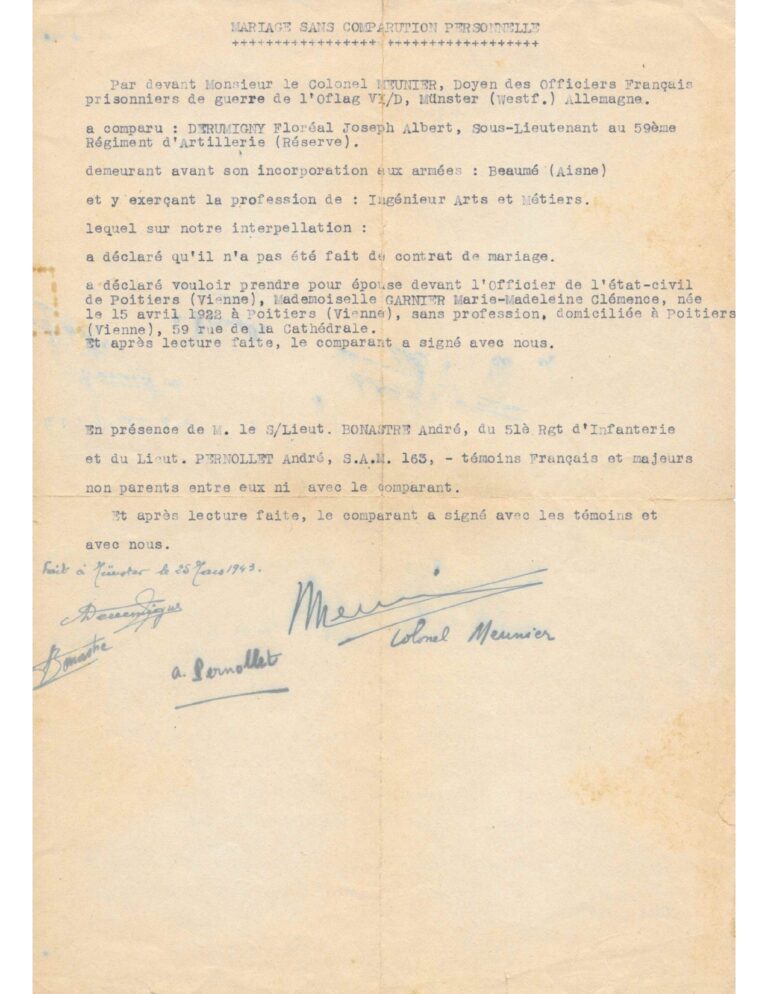 MARIAGE SANS COMPARUTION PERSONNELLE
++++++++++++++++++++++++++++++++++++
Par devant Monsieur le Colonel MEUNIER, Doyen des Officiers Français
prisonniers de guerre de l'Oflag VI/D, Münster (Westf.) Allemagne.
a comparu : DERUMIGNY Floréal Joseph Albert, Sous-Lieutenant au 59ème
Régiment d'Artillerie (Réserve).
demeurant avant son incorporation aux armées : Beaumé (Aisne)
et y exerçant la profession de : Ingénieur Arts et Métiers.
lequel sur notre interpellation :
a déclaré qu'il n'a pas été fait de contrat de mariage.
a déclaré vouloir prendre pour épouse devant l'Officier de l'état-civil
de Poitiers (Vienne), Mademoiselle GARNIER Marie-Madeleine Clémence, née
le 15 avril 1922 à Poitiers (Vienne), sans profession, domiciliée à Poitiers
(Vienne), 59 rue de la Cathédrale.
Et après lecture faite, le comparant a signé avec nous.
En présence de M. le S/Lieut. BONASTRE André, du 51è Rgt d'Infanterie
et du Lieut. PERNOLLET André, S.A.M. 163, - témoins Français et majeurs
non parents entre eux ni avec le comparant.
Et après lecture faite, le comparant a signé avec les témoins et
avec nous.
Fait à Münster le 25 Mars 1943.
Derumigny
Meunier
Colonel Meunier
Bonastre
a. Pernollet